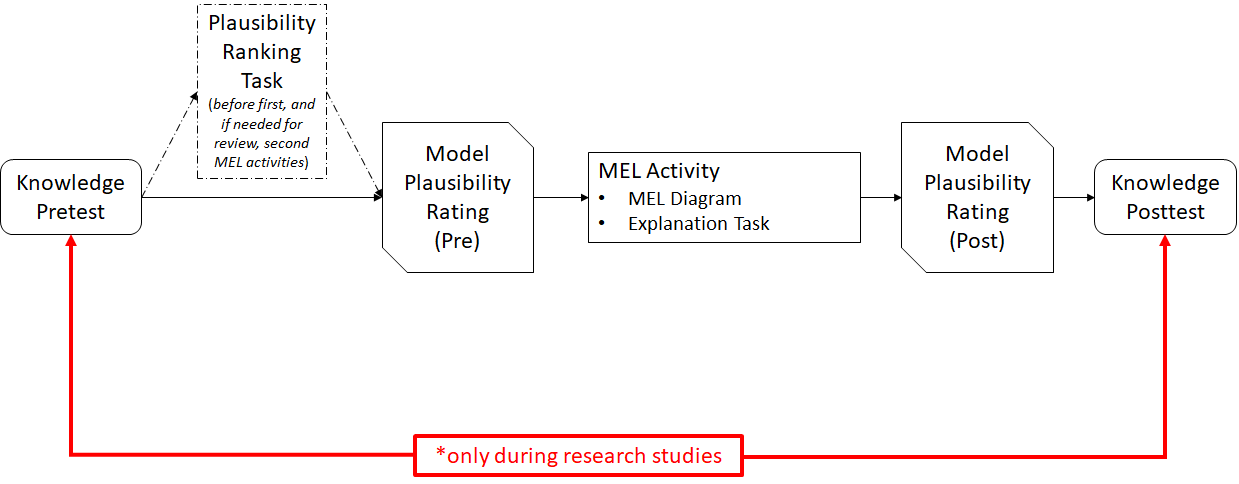 Plausibility
Ranking
Task
(before first, and
if needed for
review, second
MEL activities)
Knowledge
Pretest
Model
Plausibility
Rating
(Pre)
MEL Activity
• MEL Diagram
• Explanation Task
Model
Plausibility
Rating
(Post)
Knowledge
Posttest
*only during research studies